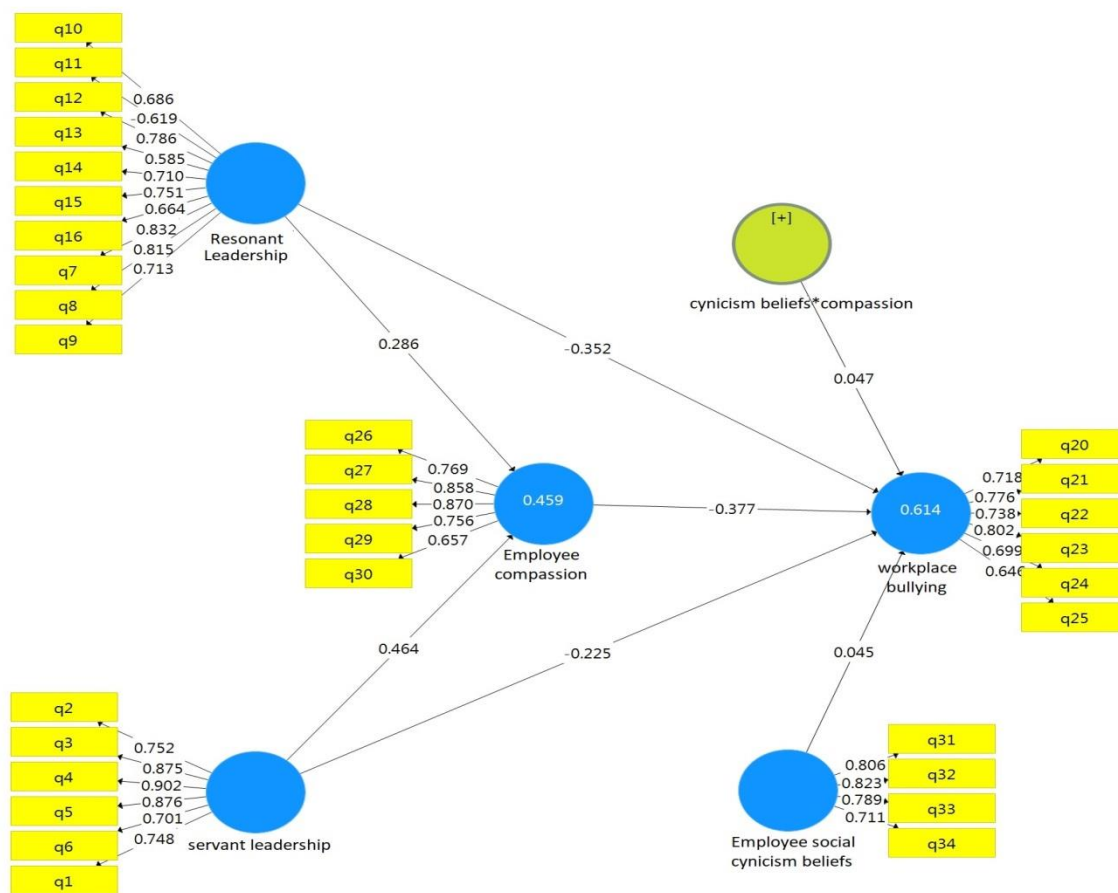 q10
q11
q12
q13
q14
q15
q16
q7
q8
q9
0.686
-0.619
0.786
0.585
0.710
0.751
0.664
0.832
0.815
0.713
Resonant
Leadership
[+]
cynicism beliefs*compassion
0.286
-0.352
0.047
q26
q27
q28
q29
q30
0.769
0.858
0.870
0.756
0.657
0.459
Employee
compassion
-0.377
0.614
workplace
bullying
0.718
0.776
0.738
0.802
0.699
0.646
q20
q21
q22
q23
q24
q25
0.464
-0.225
0.045
q2
q3
q4
q5
q6
q1
0.752
0.875
0.902
0.876
0.701
0.748
servant leadership
Employee social
cynicism beliefs
0.806
0.823
0.789
0.711
q31
q32
q33
q34